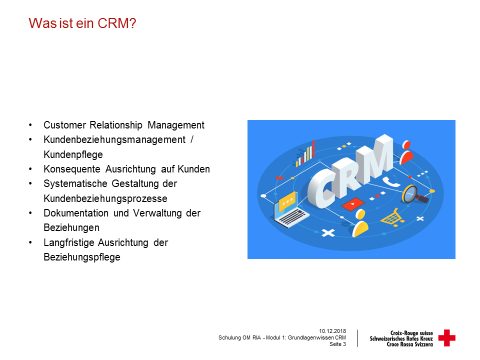 Was ist ein CRM?
• Customer Relationship Management
• Kundenbeziehungsmanagement /
Kundenpflege
• Konsequente Ausrichtung auf Kunden
• Systematische Gestaltung der
Kundenbeziehungsprozesse
• Dokumentation und Verwaltung der
Beziehungen
• Langfristige Ausrichtung der
Beziehungspflege
CRM
10.12.2018
Schulung OM RIA - Modul 1: Grundlagenwissen CRM
Seite 3
Croix-Rouge suisse
Schweizerisches Rotes Kreuz
Croce Rossa Svizzera